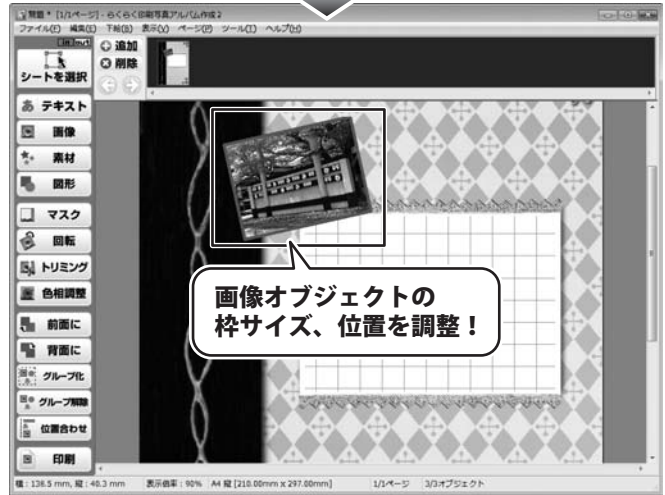 無題 * [1/1ページ] - らくらく印刷写真アルバム作成2
ファイル(F) 編集(E) 下絵(B) 表示(V) ページ(P) ツール(T) ヘルプ(H)
In Out
追加
削除
シートを選択
あ テキスト
画像
素材
図形
マスク
回転
トリミング
色相調整
前面に
背面に
グループ化
グループ解除
位置合わせ
印刷
画像オブジェクトの
枠サイズ、位置を調整！
横 : 138.5 mm, 縦 : 40.3 mm 表示倍率 : 90% A4 縦 [210.00mm x 297.00mm] 1/1ページ 3/3オブジェクト